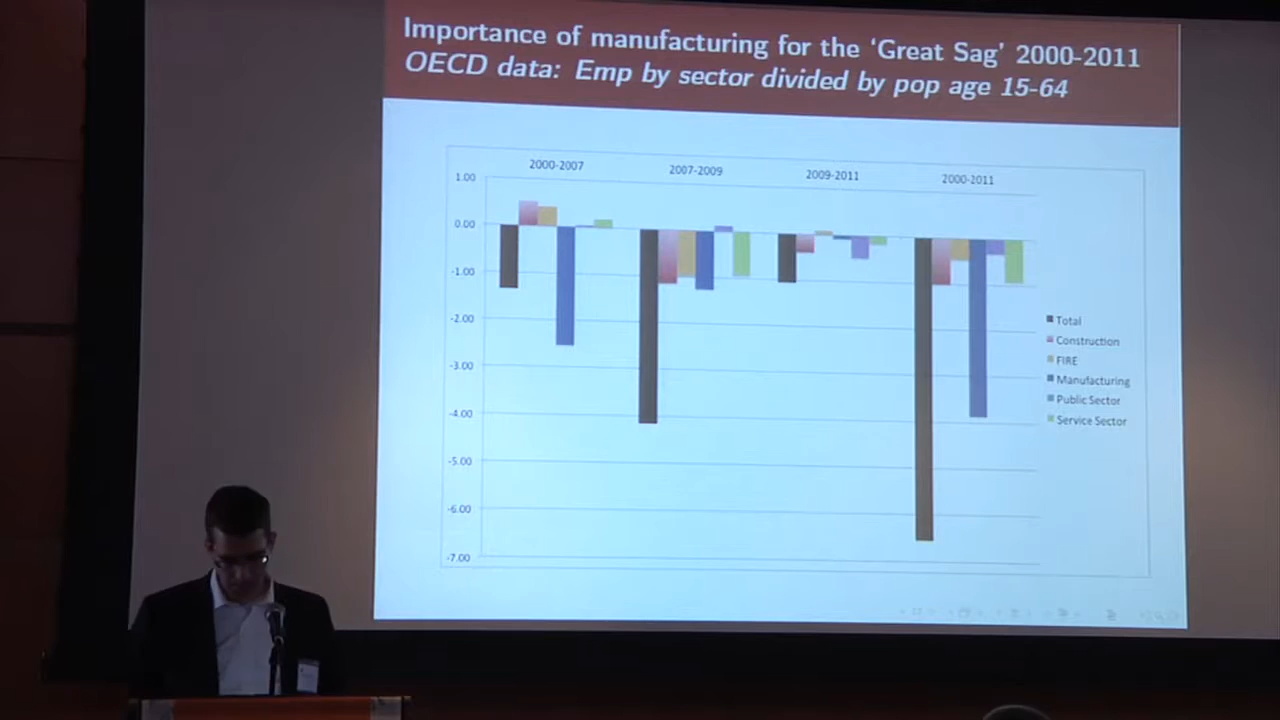 Importance of manufacturing for the ‘Great Sag’ 2000-2011
OECD data: Emp by sector divided by pop age 15-64
2000-2007
2007-2009
2009-2011
2000-2011
1.00
0.00
-1.00
-2.00
-3.00
-4.00
-5.00
-6.00
-7.00
Total
Construction
FIRE
Manufacturing
Public Sector
Service Sector